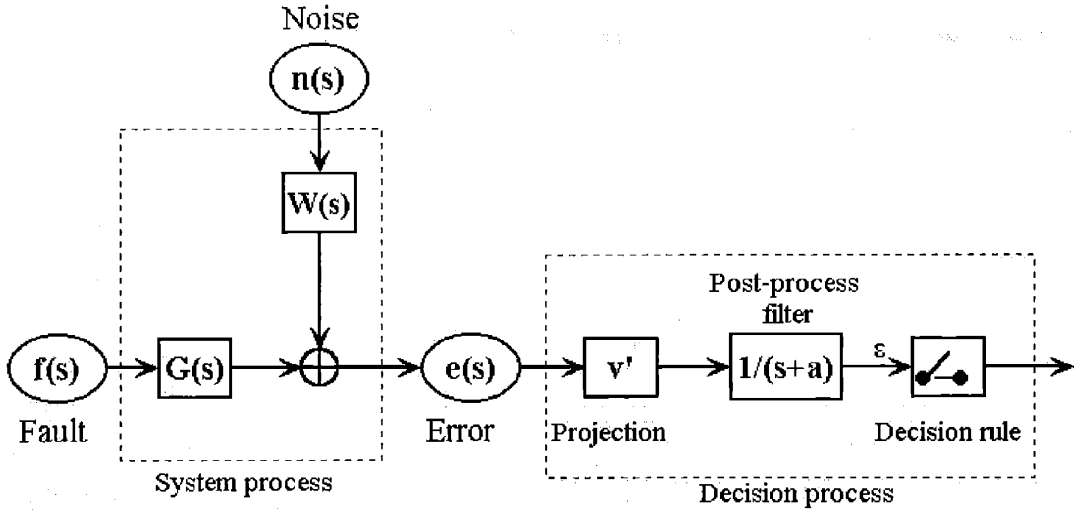 Noise
n(s)
W(s)
Post-process
filter
f(s)
G(s)
e(s)
v'
1/(s+a)
ε
Fault
Error
Projection
Decision rule
System process
Decision process